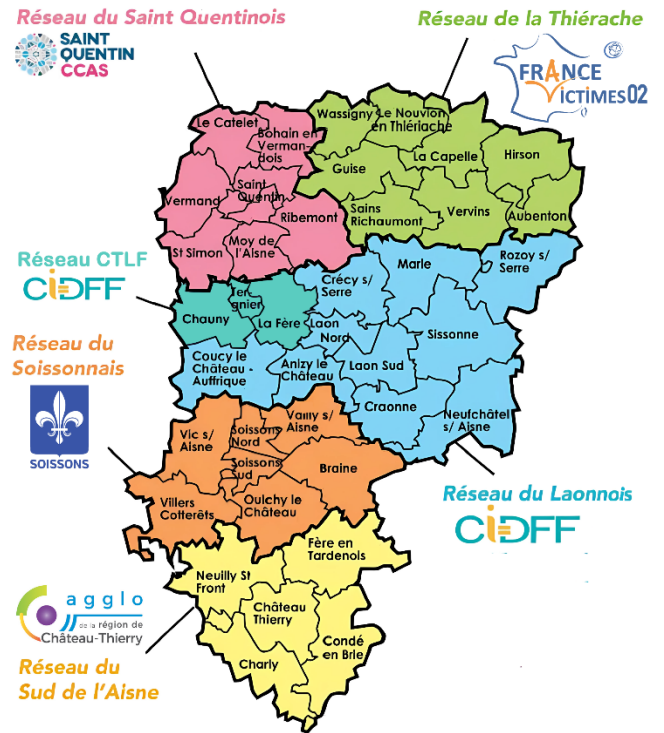 Réseau du Saint Quentinois
SAINT
QUENTIN
CCAS
Réseau de la Thiérache
FRANCE
VICTIMES02
Le Catelet
Bohain en
Verman-
dois
Vermand
Saint
Quentin
Ribemont
St Simon
Moy de
l'Aisne
Wassigny
Le Nouvion
en Thiériache
Guise
La Capelle
Hirson
Sains
Richaumont
Vervins
Aubenton
Réseau CTLF
CIDFF
Chauny
Ter
gnier
La Fère
Crécy s/
Serre
Marle
Rozoy s/
Serre
Laon
Nord
Sissonne
Coucy le
Château -
Auffrique
Anizy le
Château
Laon Sud
Craonne
Neufchâtel
s/ Aisne
Réseau du
Soissonnais
SOISSONS
Vic s/
Aisne
Soissons
Nord
Vailly s/
Aisne
Soissons
Sud
Braine
Villers
Cotterêts
Oulchy le
Château
Réseau du Laonnois
CIDFF
Fère en
Tardenois
Neuilly St
Front
Château
Thierry
Condé
en Brie
Charly
agglo
de la région de
Château-Thierry
Réseau du
Sud de l'Aisne